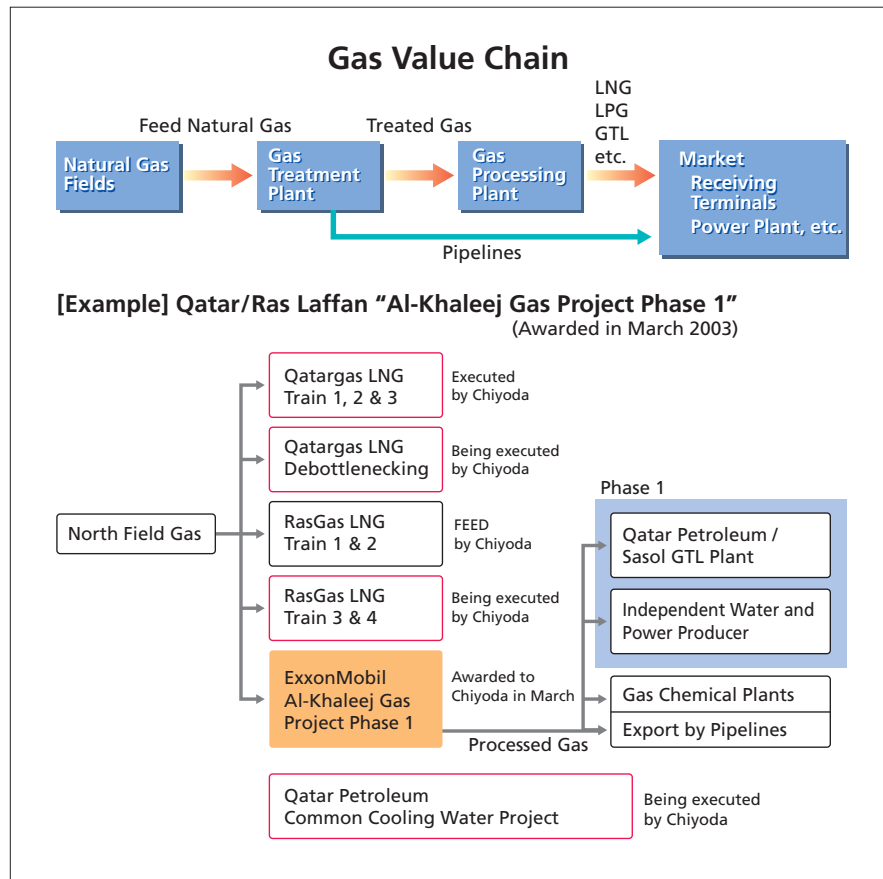 Gas Value Chain
LNG
LPG
GTL
etc.
Feed Natural Gas
Treated Gas
Natural Gas
Fields
Gas
Treatment
Plant
Gas
Processing
Plant
Market
Receiving
Terminals
Power Plant, etc.
Pipelines
[Example] Qatar/Ras Laffan “Al-Khaleej Gas Project Phase 1”
(Awarded in March 2003)
North Field Gas
Qatargas LNG
Train 1, 2 & 3
Executed
by Chiyoda
Qatargas LNG
Debottlenecking
Being executed
by Chiyoda
RasGas LNG
Train 1 & 2
FEED
by Chiyoda
RasGas LNG
Train 3 & 4
Being executed
by Chiyoda
ExxonMobil
Al-Khaleej Gas
Project Phase 1
Awarded to
Chiyoda in March
Processed Gas
Phase 1
Qatar Petroleum /
Sasol GTL Plant
Independent Water and
Power Producer
Gas Chemical Plants
Export by Pipelines
Qatar Petroleum
Common Cooling Water Project
Being executed
by Chiyoda